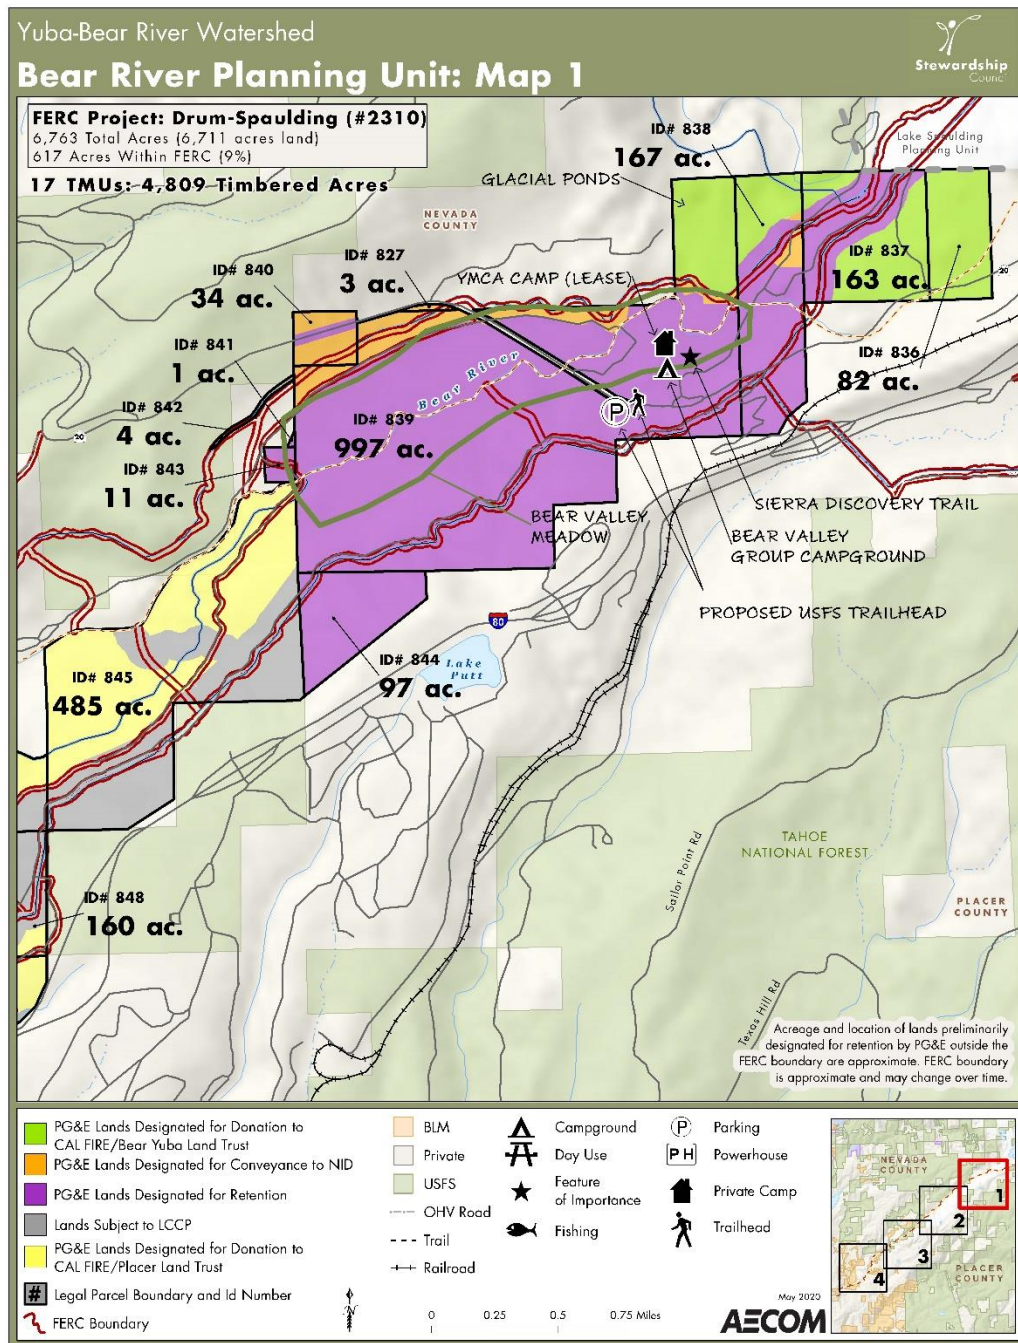 Yuba-Bear River Watershed
Bear River Planning Unit: Map 1
Stewardship
Council
FERC Project: Drum-Spaulding (#2310)
6,763 Total Acres (6,711 acres land)
617 Acres Within FERC (9%)
17 TMUs: 4,809 Timbered Acres
ID# 838
167 ac.
Lake Spaulding
Planning Unit
GLACIAL PONDS
NEVADA
COUNTY
ID# 827
3 ac.
ID# 840
34 ac.
YMCA CAMP (LEASE)
ID# 837
163 ac.
20
ID# 841
1 ac.
Bear River
ID# 836
82 ac.
ID# 842
4 ac.
20
ID# 839
997 ac.
P
ID# 843
11 ac.
SIERRA DISCOVERY TRAIL
BEAR VALLEY
MEADOW
BEAR VALLEY
GROUP CAMPGROUND
PROPOSED USFS TRAILHEAD
80
ID# 844
97 ac.
Lake
Putt
ID# 845
485 ac.
TAHOE
NATIONAL FOREST
Sailor Point Rd
ID# 848
160 ac.
PLACER
COUNTY
Texas Hill Rd
Acreage and location of lands preliminarily
designated for retention by PG&E outside the
FERC boundary are approximate. FERC boundary
is approximate and may change over time.
PG&E Lands Designated for Donation to
CAL FIRE/Bear Yuba Land Trust
PG&E Lands Designated for Conveyance to NID
PG&E Lands Designated for Retention
Lands Subject to LCCP
PG&E Lands Designated for Donation to
CAL FIRE/Placer Land Trust
# Legal Parcel Boundary and Id Number
FERC Boundary
BLM
Private
USFS
OHV Road
Trail
Railroad
Campground
Day Use
Feature
of Importance
Fishing
P Parking
PH Powerhouse
Private Camp
Trailhead
0 0.25 0.5 0.75 Miles
May 2020
AECOM
NEVADA
COUNTY
1
2
3
4
PLACER
COUNTY